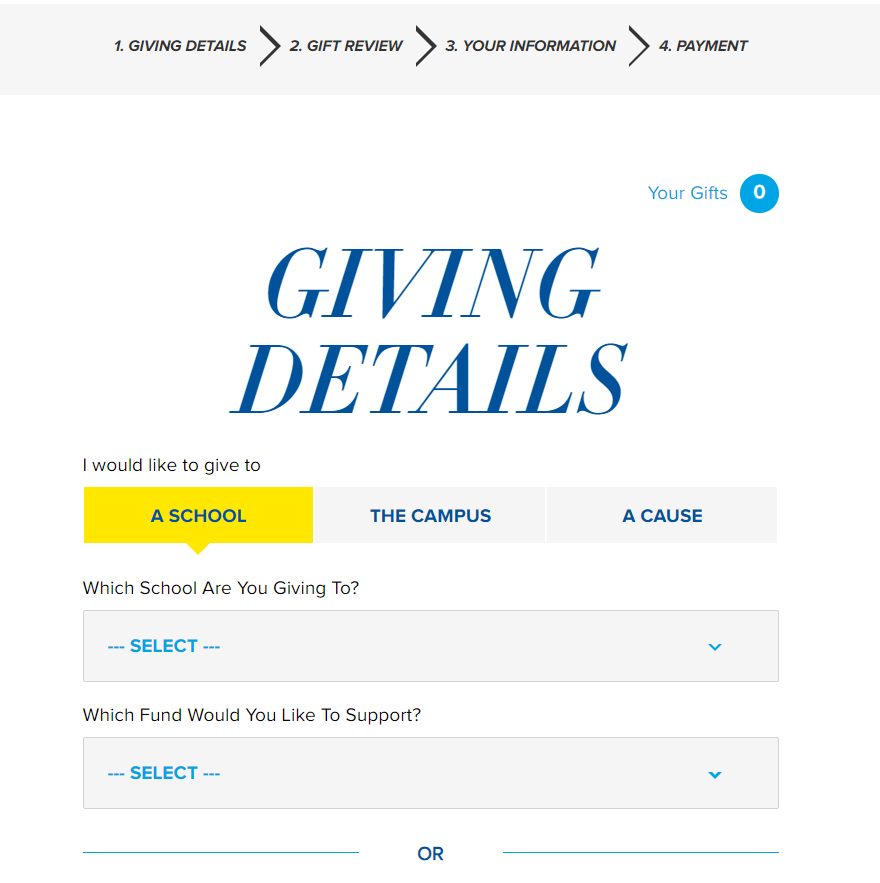 1. GIVING DETAILS 2. GIFT REVIEW 3. YOUR INFORMATION 4. PAYMENT
Your Gifts 0
GIVING
DETAILS
I would like to give to
A SCHOOL THE CAMPUS A CAUSE
Which School Are You Giving To?
--- SELECT ---
Which Fund Would You Like To Support?
--- SELECT ---
OR